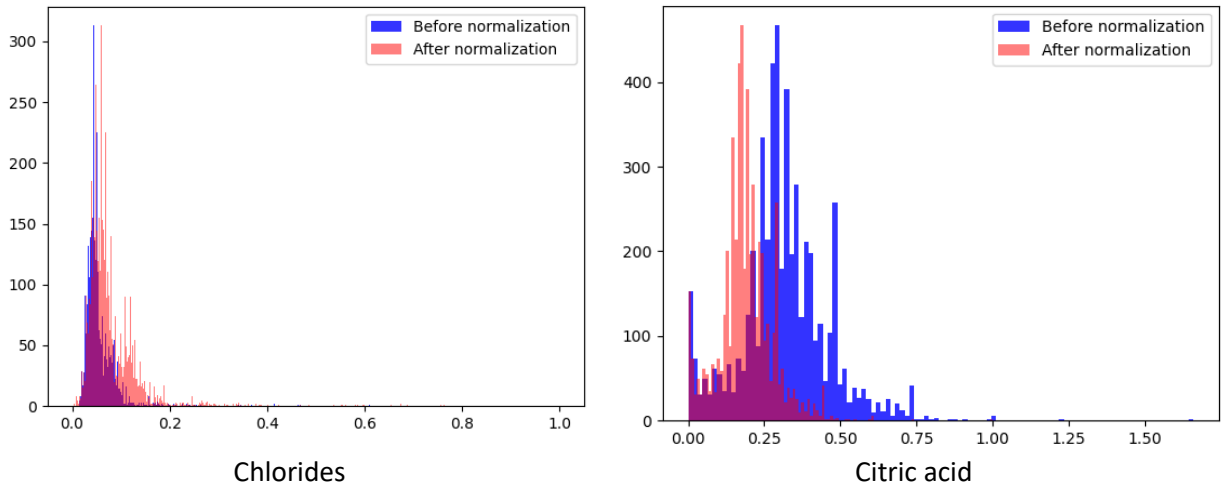 Before normalization
After normalization
300
250
200
150
100
50
0
0.0 0.2 0.4 0.6 0.8 1.0
Chlorides
Before normalization
After normalization
400
300
200
100
0
0.00 0.25 0.50 0.75 1.00 1.25 1.50
Citric acid